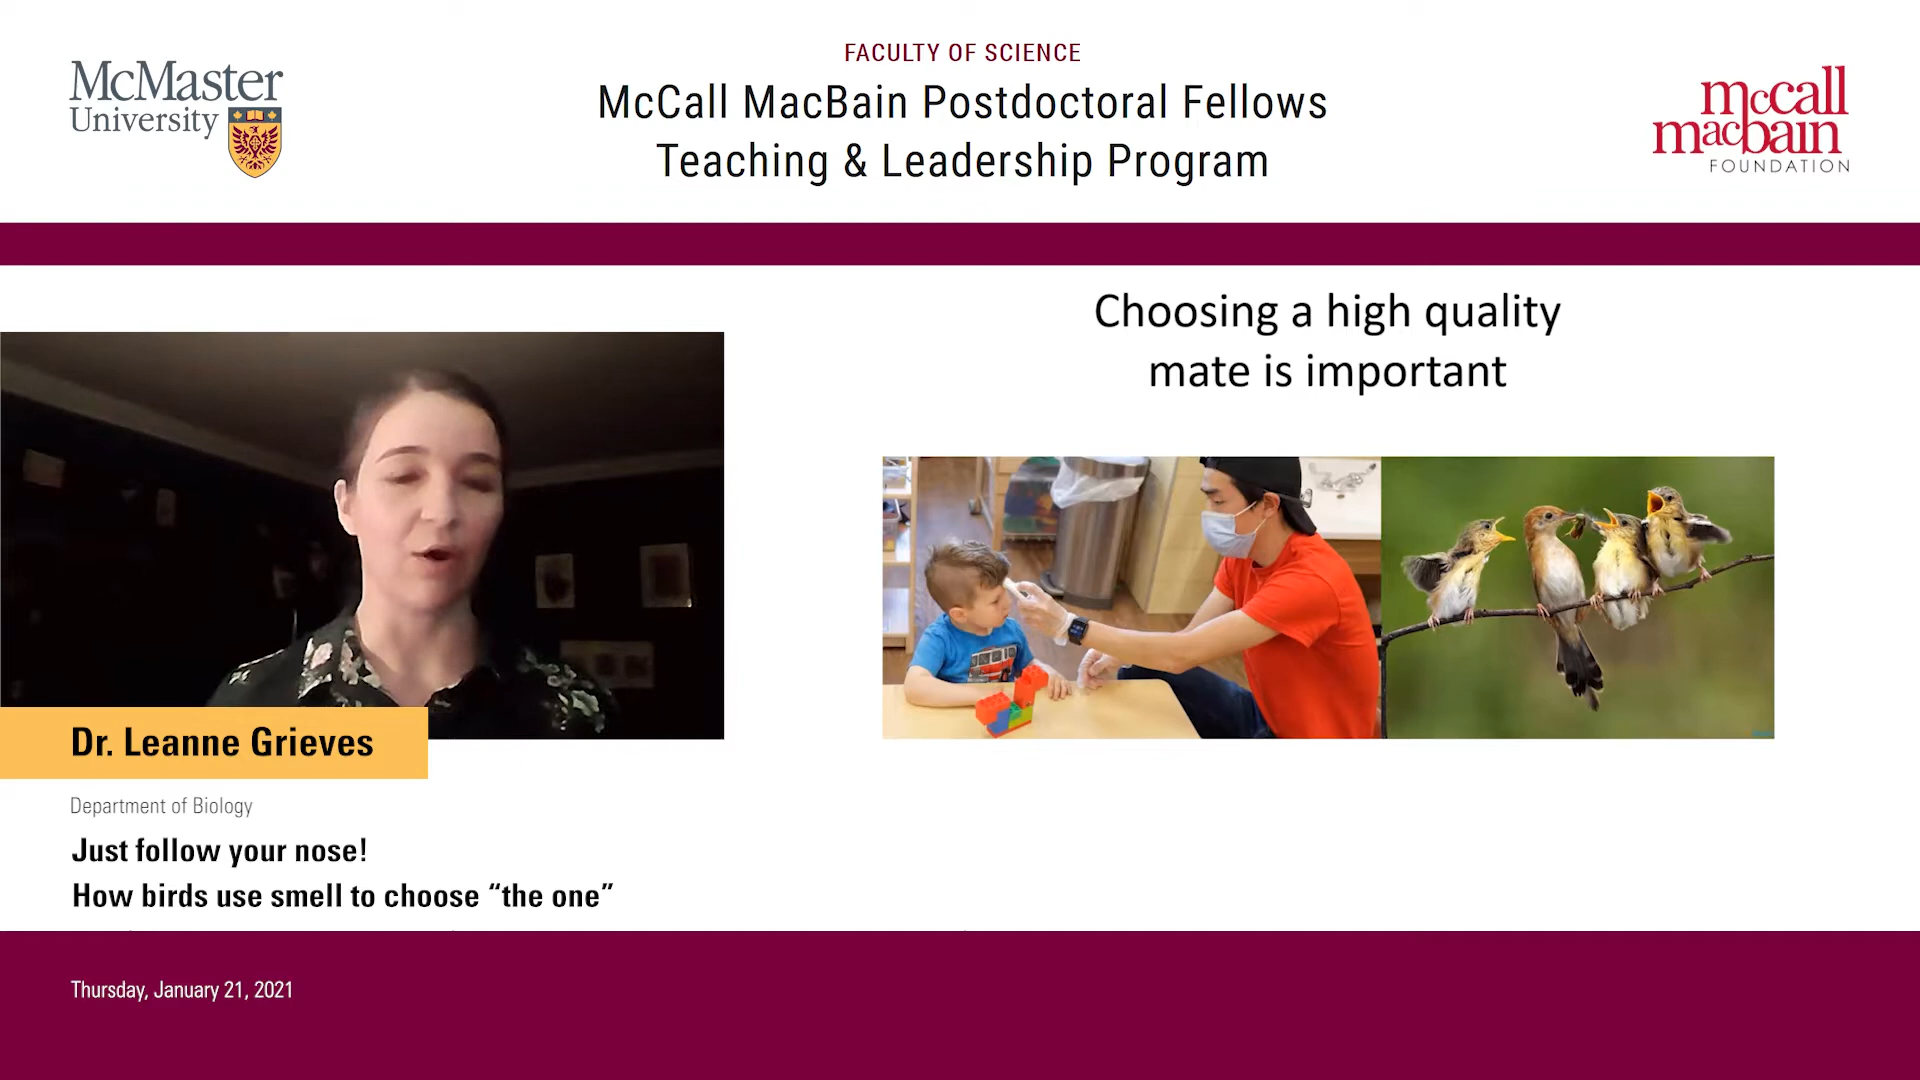 McMaster
University
FACULTY OF SCIENCE
McCall MacBain Postdoctoral Fellows
Teaching & Leadership Program
mccall
macbain
FOUNDATION
Choosing a high quality
mate is important
Dr. Leanne Grieves
Department of Biology
Just follow your nose!
How birds use smell to choose “the one”
Thursday, January 21, 2021